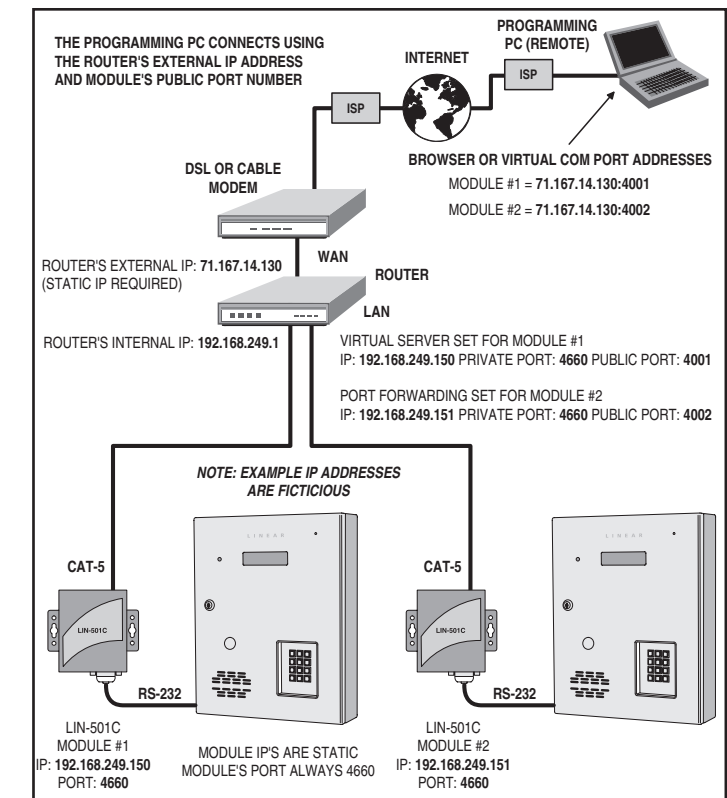 THE PROGRAMMING PC CONNECTS USING
THE ROUTER'S EXTERNAL IP ADDRESS
AND MODULE'S PUBLIC PORT NUMBER
PROGRAMMING
PC (REMOTE)
INTERNET
ISP
ISP
BROWSER OR VIRTUAL COM PORT ADDRESSES
MODULE #1 = 71.167.14.130:4001
MODULE #2 = 71.167.14.130:4002
DSL OR CABLE
MODEM
WAN
ROUTER'S EXTERNAL IP: 71.167.14.130
(STATIC IP REQUIRED)
ROUTER
LAN
ROUTER'S INTERNAL IP: 192.168.249.1
VIRTUAL SERVER SET FOR MODULE #1
IP: 192.168.249.150 PRIVATE PORT: 4660 PUBLIC PORT: 4001
PORT FORWARDING SET FOR MODULE #2
IP: 192.168.249.151 PRIVATE PORT: 4660 PUBLIC PORT: 4002
NOTE: EXAMPLE IP ADDRESSES
ARE FICTICIOUS
CAT-5
LINEAR
LIN-501C
RS-232
LIN-501C
MODULE #1
IP: 192.168.249.150
PORT: 4660
MODULE IP'S ARE STATIC
MODULE'S PORT ALWAYS 4660
CAT-5
LINEAR
LIN-501C
RS-232
LIN-501C
MODULE #2
IP: 192.168.249.151
PORT: 4660